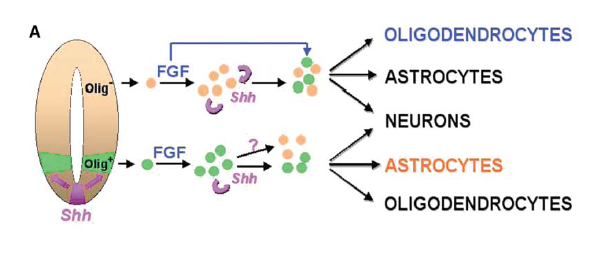 A
OLIGODENDROCYTES
Olig-
FGF
Shh
ASTROCYTES
NEURONS
Olig+
FGF
?
Shh
ASTROCYTES
OLIGODENDROCYTES
Shh